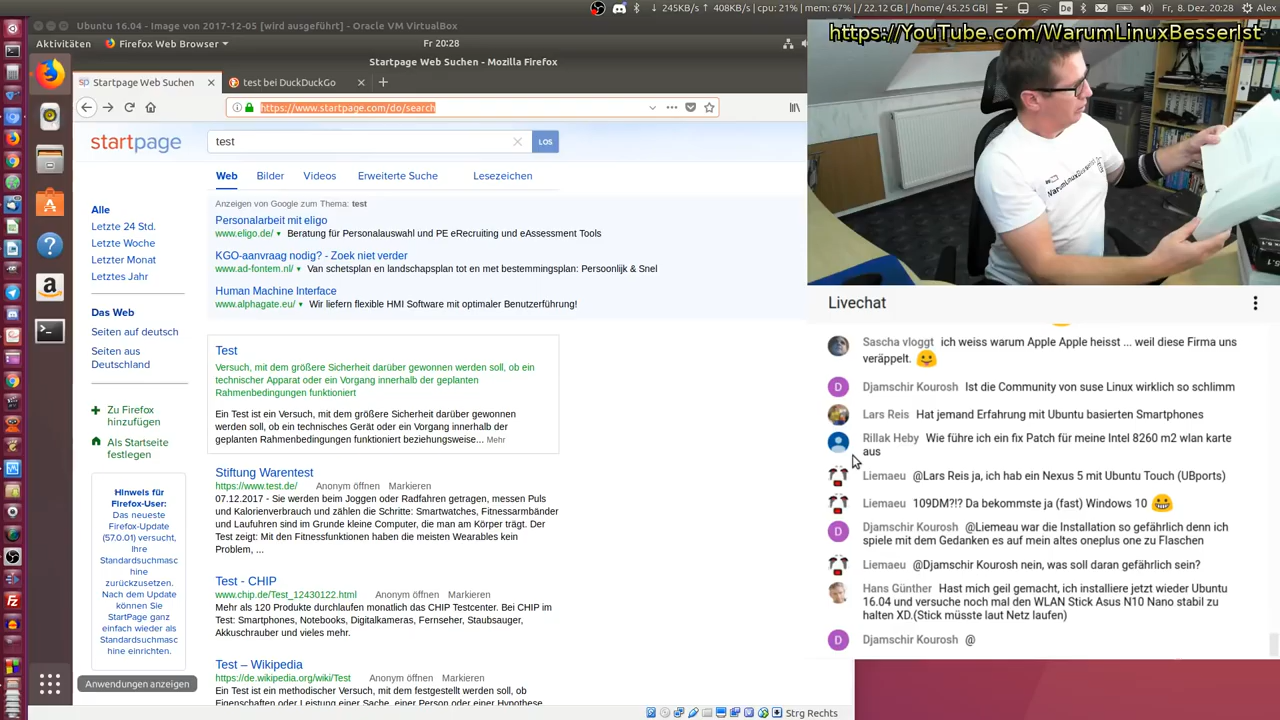 Ubuntu 16.04 - Image von 2017-12-05 [wird ausgeführt] - Oracle VM VirtualBox
245KB/s 408KB/s cpu: 21% mem: 67% // 22.12 GB /home/45.25 GB De 20:28 Alex
Aktivitäten Firefox Web Browser Fr 20:28
Startpage Web Suchen - Mozilla Firefox
Startpage Web Suchen test bei DuckDuckGo
https://www.startpage.com/do/search
startpage test LOS
Web Bilder Videos Erweiterte Suche Lesezeichen
Alle
Letzte 24 Std.
Letzte Woche
Letzter Monat
Letztes Jahr
Das Web
Seiten auf deutsch
Seiten aus
Deutschland
Zu Firefox
hinzufügen
Als Startseite
festlegen
Hinweis für
Firefox-User:
Das neueste
Firefox-Update
(57.0.01) versucht,
Ihre
Standardsuchmasc
hine
zurückzusetzen.
Nach dem Update
können Sie
StartPage ganz
einfach wieder als
Standardsuchmasc
hine einrichten.
Anwendungen anzeigen
Anzeigen von Google zum Thema: test
Personalarbeit mit eligo
www.eligo.de/ Beratung für Personalauswahl und PE eRecruiting und eAssessment Tools
KGO-aanvraag nodig? - Zoek niet verder
www.ad-fontem.nl/ Van schetsplan en landschapsplan tot en met bestemmingsplan: Persoonlijk & Snel
Human Machine Interface
www.alphagate.eu/ Wir liefern flexible HMI Software mit optimaler Benutzerführung!
Test
Versuch, mit dem größere Sicherheit darüber gewonnen werden soll, ob ein
technischer Apparat oder ein Vorgang innerhalb der geplanten
Rahmenbedingungen funktioniert
Ein Test ist ein Versuch, mit dem größere Sicherheit darüber gewonnen
werden soll, ob ein technisches Gerät oder ein Vorgang innerhalb der
geplanten Rahmenbedingungen funktioniert beziehungsweise... Mehr
Stiftung Warentest
https://www.test.de/ Anonym öffnen Markieren
07.12.2017 - Sie werden beim Joggen oder Radfahren getragen, messen Puls
und Kalorienverbrauch und zählen die Schritte: Smartwatches, Fitnessarmbänder
und Laufuhren sind im Grunde kleine Computer, die man am Körper trägt. Der
Test zeigt: Mit den Fitnessfunktionen haben die meisten Wearables kein
Problem, ...
Test - CHIP
www.chip.de/Test_12430122.html Anonym öffnen Markieren
Mehr als 120 Produkte durchlaufen monatlich das CHIP Testcenter. Bei CHIP im
Test: Smartphones, Notebooks, Digitalkameras, Fernseher, Staubsauger,
Akkuschrauber und vieles mehr.
Test – Wikipedia
https://de.wikipedia.org/wiki/Test Anonym öffnen Markieren
Ein Test ist ein methodischer Versuch, mit dem festgestellt werden soll, ob
Strg Rechts
https://YouTube.com/WarumLinuxBesserIst
Livechat
Sascha vloggt ich weiss warum Apple Apple heisst ... weil diese Firma uns
veräppelt.
Djamschir Kourosh Ist die Community von suse Linux wirklich so schlimm
Lars Reis Hat jemand Erfahrung mit Ubuntu basierten Smartphones
Rillak Heby Wie führe ich ein fix Patch für meine Intel 8260 m2 wlan karte
aus
Liemaeu @Lars Reis ja, ich hab ein Nexus 5 mit Ubuntu Touch (UBports)
Liemaeu 109DM?!? Da bekommste ja (fast) Windows 10
Djamschir Kourosh @Liemeau war die Installation so gefährlich denn ich
spiele mit dem Gedanken es auf mein altes oneplus one zu Flaschen
Liemaeu @Djamschir Kourosh nein, was soll daran gefährlich sein?
Hans Günther Hast mich geil gemacht, ich installiere jetzt wieder Ubuntu
16.04 und versuche noch mal den WLAN Stick Asus N10 Nano stabil zu
halten XD.(Stick müsste laut Netz laufen)
Djamschir Kourosh @